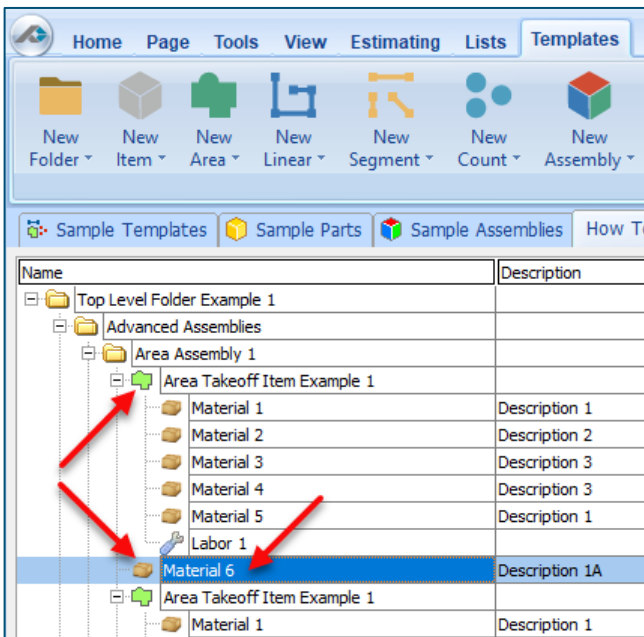 Home Page Tools View Estimating Lists Templates
New Folder New Item New Area New Linear New Segment New Count New Assembly
Sample Templates Sample Parts Sample Assemblies How T
Name Description
Top Level Folder Example 1
Advanced Assemblies
Area Assembly 1
Area Takeoff Item Example 1
Material 1 Description 1
Material 2 Description 2
Material 3 Description 3
Material 4 Description 3
Material 5 Description 1
Labor 1
Material 6 Description 1A
Area Takeoff Item Example 1
Material 1 Description 1